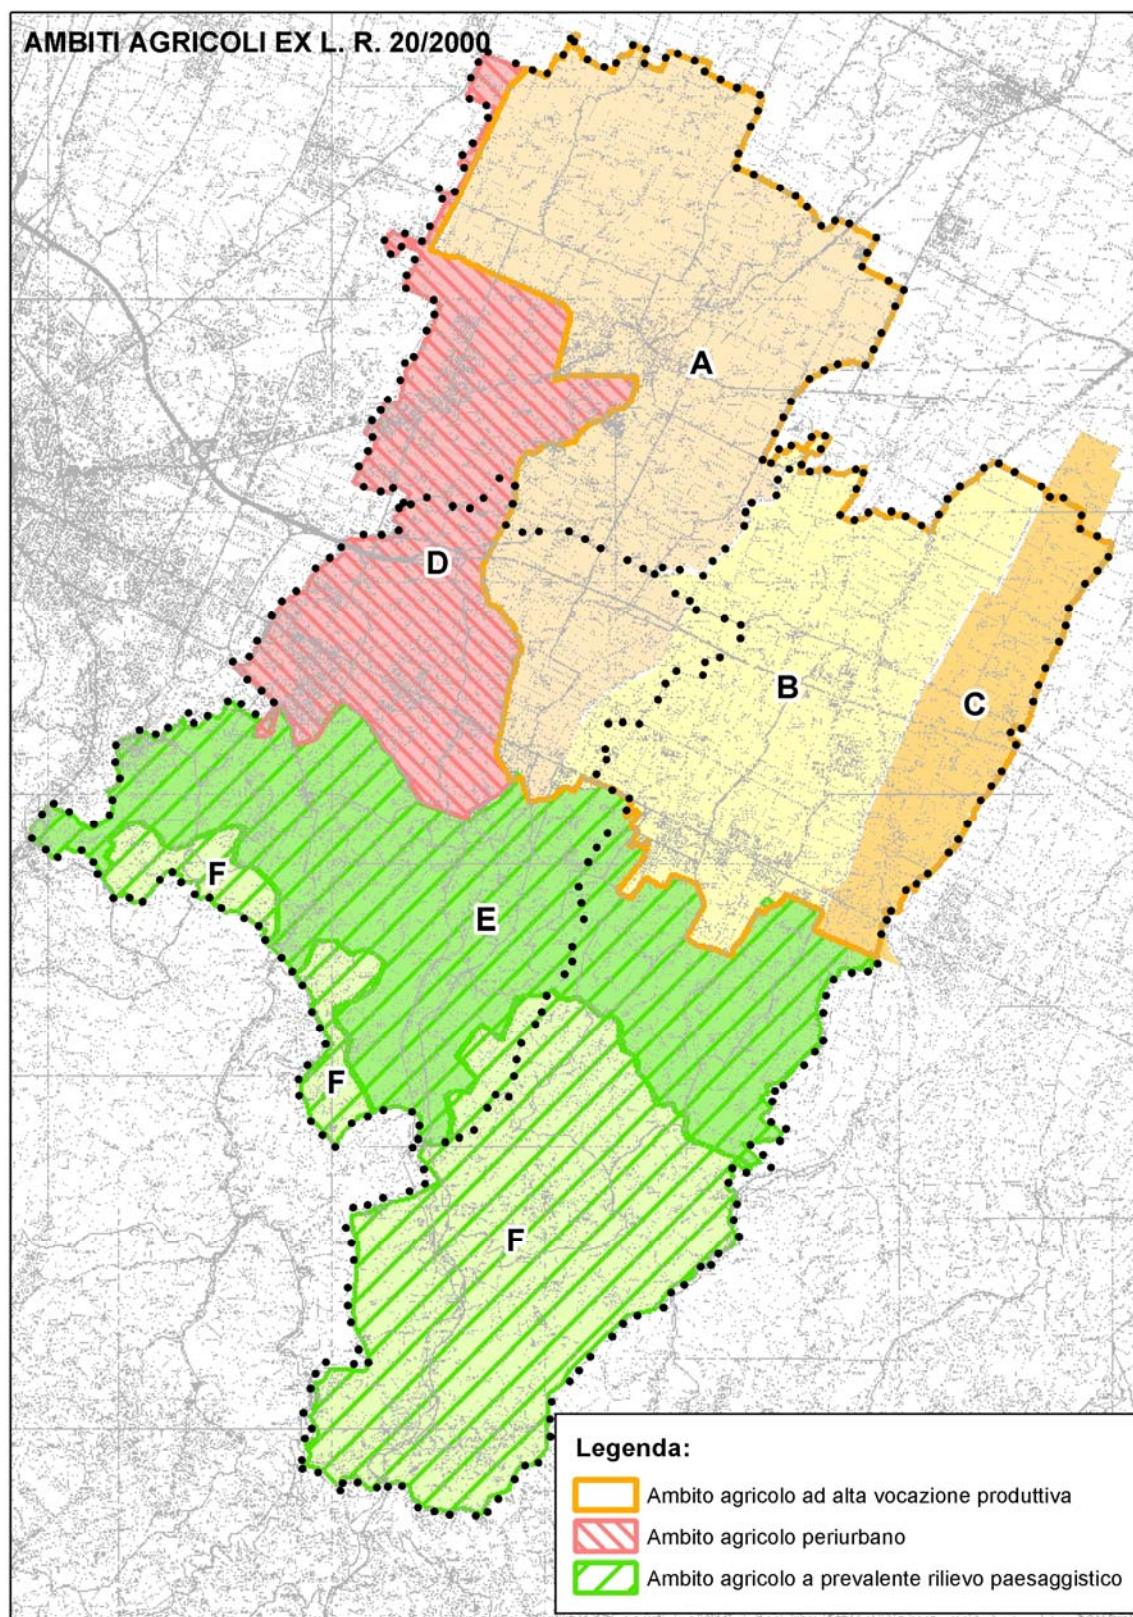 AMBITI AGRICOLI EX L. R. 20/2000
A
D
B
C
F
E
F
F
Legenda:
Ambito agricolo ad alta vocazione produttiva
Ambito agricolo periurbano
Ambito agricolo a prevalente rilievo paesaggistico